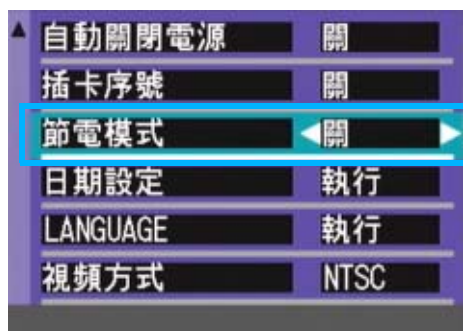 自動關閉電源 關
插卡序號 關
節電模式 關
日期設定 執行
LANGUAGE 執行
視頻方式 NTSC